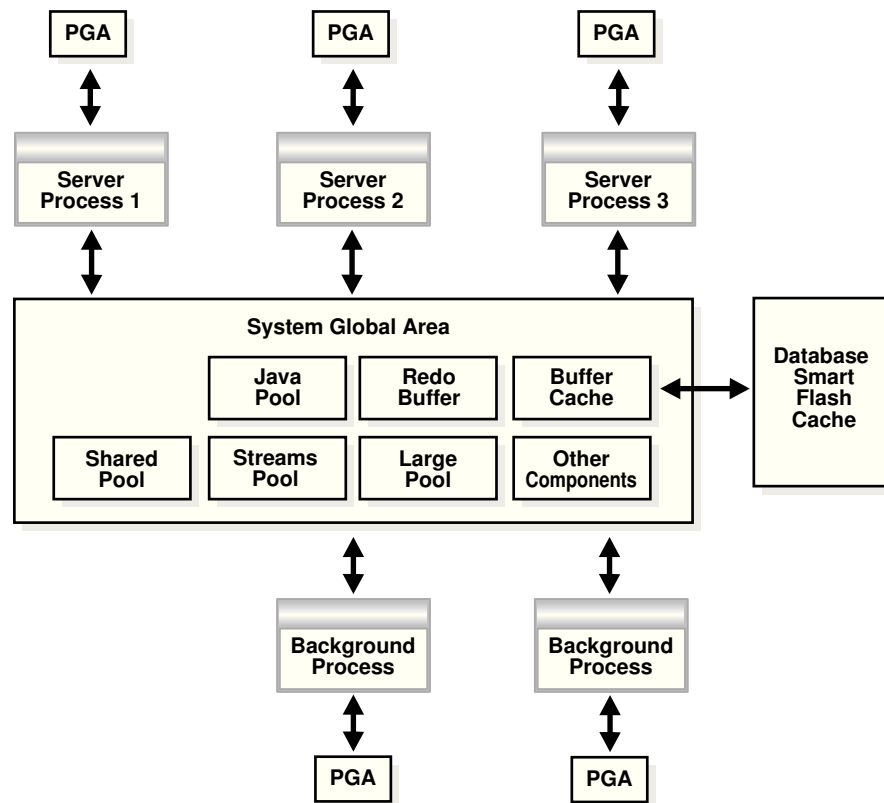 PGA
PGA
PGA
Server
Process 1
Server
Process 2
Server
Process 3
System Global Area
Java
Pool
Redo
Buffer
Buffer
Cache
Database
Smart
Flash
Cache
Shared
Pool
Streams
Pool
Large
Pool
Other
Components
Background
Process
Background
Process
PGA
PGA